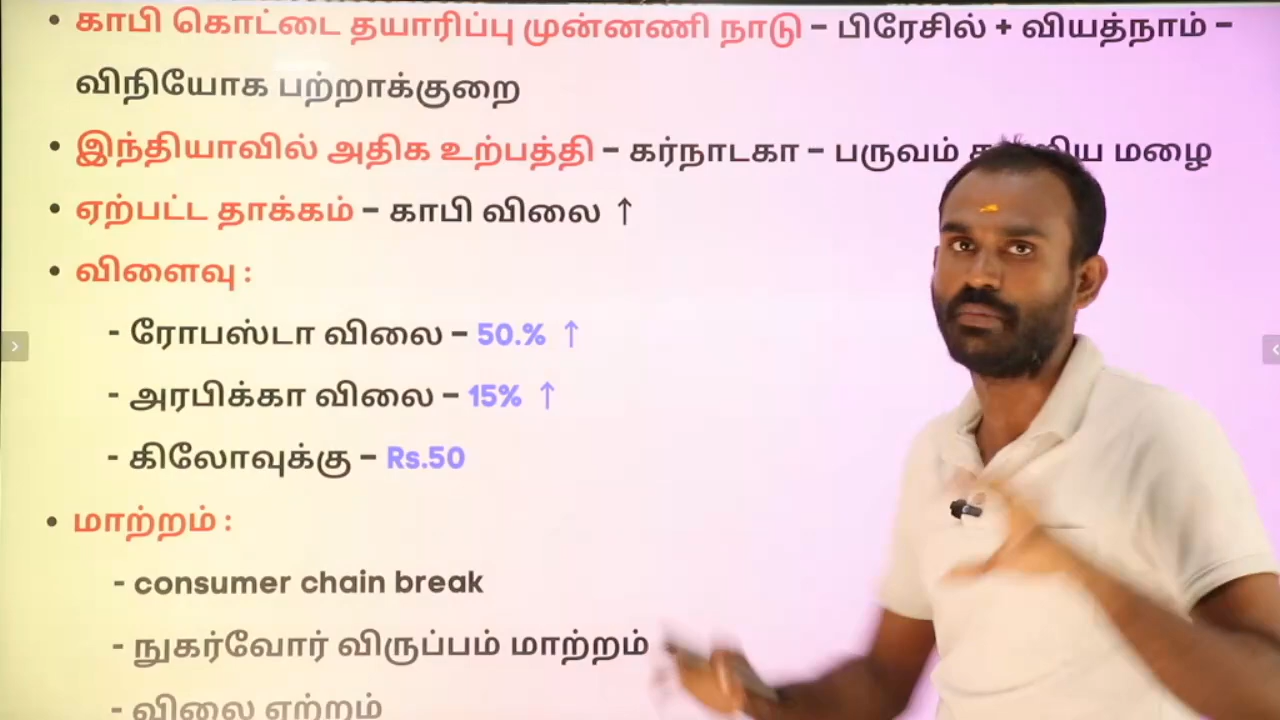 • காபி கொட்டை தயாரிப்பு முன்னணி நாடு – பிரேசில் + வியத்நாம் –
விநியோக பற்றாக்குறை
• இந்தியாவில் அதிக உற்பத்தி – கர்நாடகா – பருவம் மழை
• ஏற்பட்ட தாக்கம் – காபி விலை ↑
• விளைவு :
- ரோபஸ்டா விலை – 50.% ↑
- அரபிக்கா விலை – 15% ↑
- கிலோவுக்கு – Rs.50
• மாற்றம் :
- consumer chain break
- நுகர்வோர் விருப்பம் மாற்றம்
- விலை ஏற்றம்